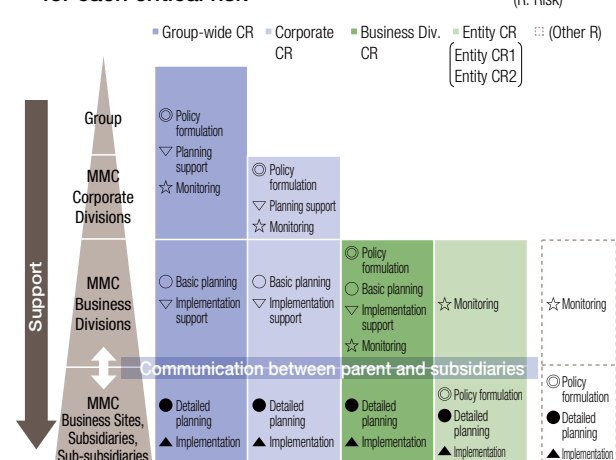 for each critical risk
(R: Risk)
Group-wide CR
Corporate
CR
Business Div.
CR
Entity CR
Entity CR1
Entity CR2
(Other R)
Support
Group
MMC
Corporate
Divisions
MMC
Business
Divisions
MMC
Business Sites,
Subsidiaries,
Sub-subsidiaries
◎ Policy
formulation
▽ Planning
support
☆ Monitoring
◎ Policy
formulation
▽ Planning support
☆ Monitoring
○ Basic planning
▽ Implementation
support
○ Basic planning
▽ Implementation
support
◎ Policy
formulation
○ Basic planning
▽ Implementation
support
☆ Monitoring
☆ Monitoring
☆ Monitoring
Communication between parent and subsidiaries
● Detailed
planning
▲ Implementation
● Detailed
planning
▲ Implementation
● Detailed
planning
▲ Implementation
◎ Policy formulation
● Detailed
planning
▲ Implementation
◎ Policy
formulation
● Detailed
planning
▲ Implementation